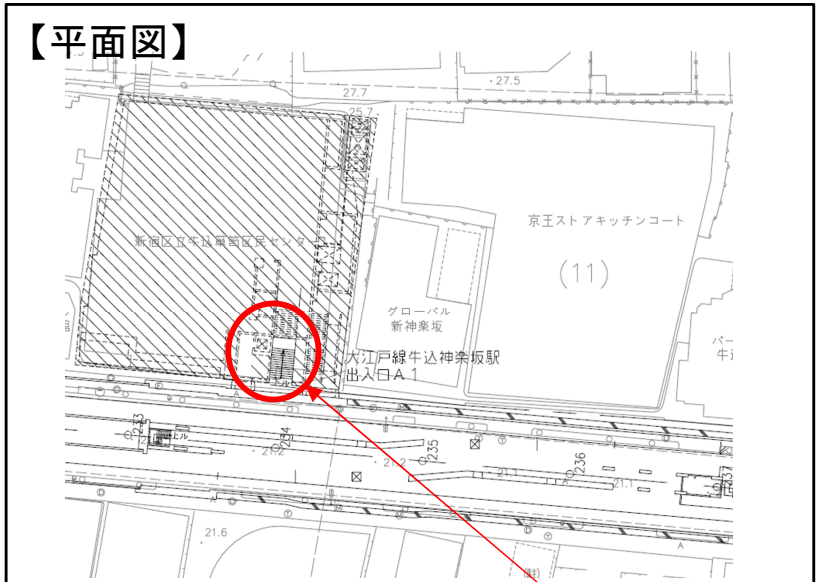 【平面図】
27.7
27.5
25.7
新宿区立牛込箪笥区民センター
京王ストアキッチンコート
(11)
グローバル
新神楽坂
大江戸線牛込神楽坂駅
出入口A1
233
234
235
236
237
21.2
21.2
21.1
21.1
21.6
A
A
A